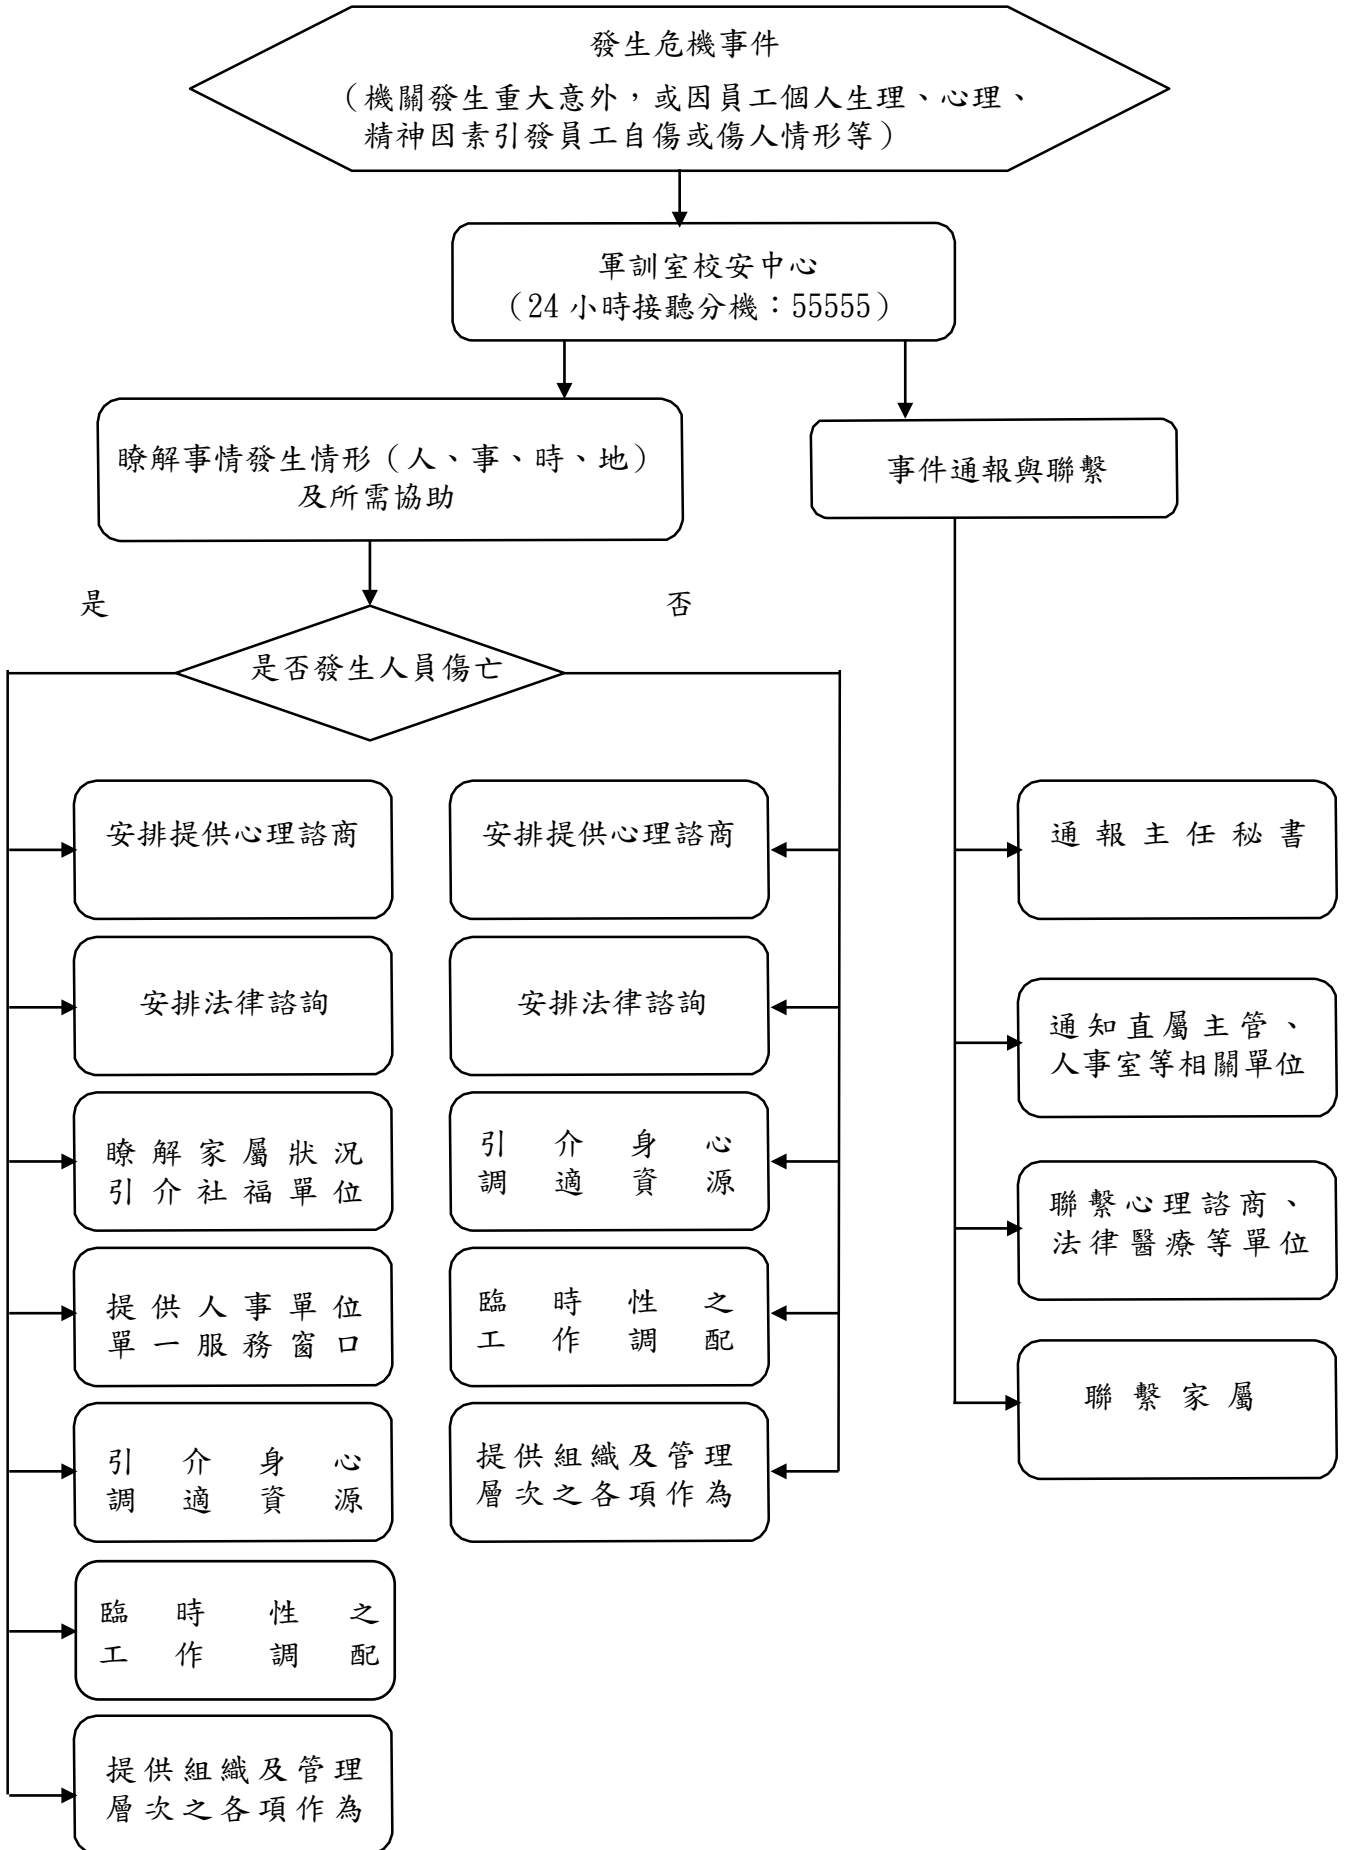 發生危機事件
（機關發生重大意外，或因員工個人生理、心理、
精神因素引發員工自傷或傷人情形等）
軍訓室校安中心
（24 小時接聽分機：55555）
瞭解事情發生情形（人、事、時、地）
及所需協助
事件通報與聯繫
是
否
是否發生人員傷亡
安排提供心理諮商
安排法律諮詢
瞭解家屬狀況
引介社福單位
提供人事單位
單一服務窗口
引介身心
調適資源
臨時性之
工作調配
提供組織及管理
層次之各項作為
安排提供心理諮商
安排法律諮詢
引介身心
調適資源
臨時性之
工作調配
提供組織及管理
層次之各項作為
通報主任秘書
通知直屬主管、
人事室等相關單位
聯繫心理諮商、
法律醫療等單位
聯繫家屬